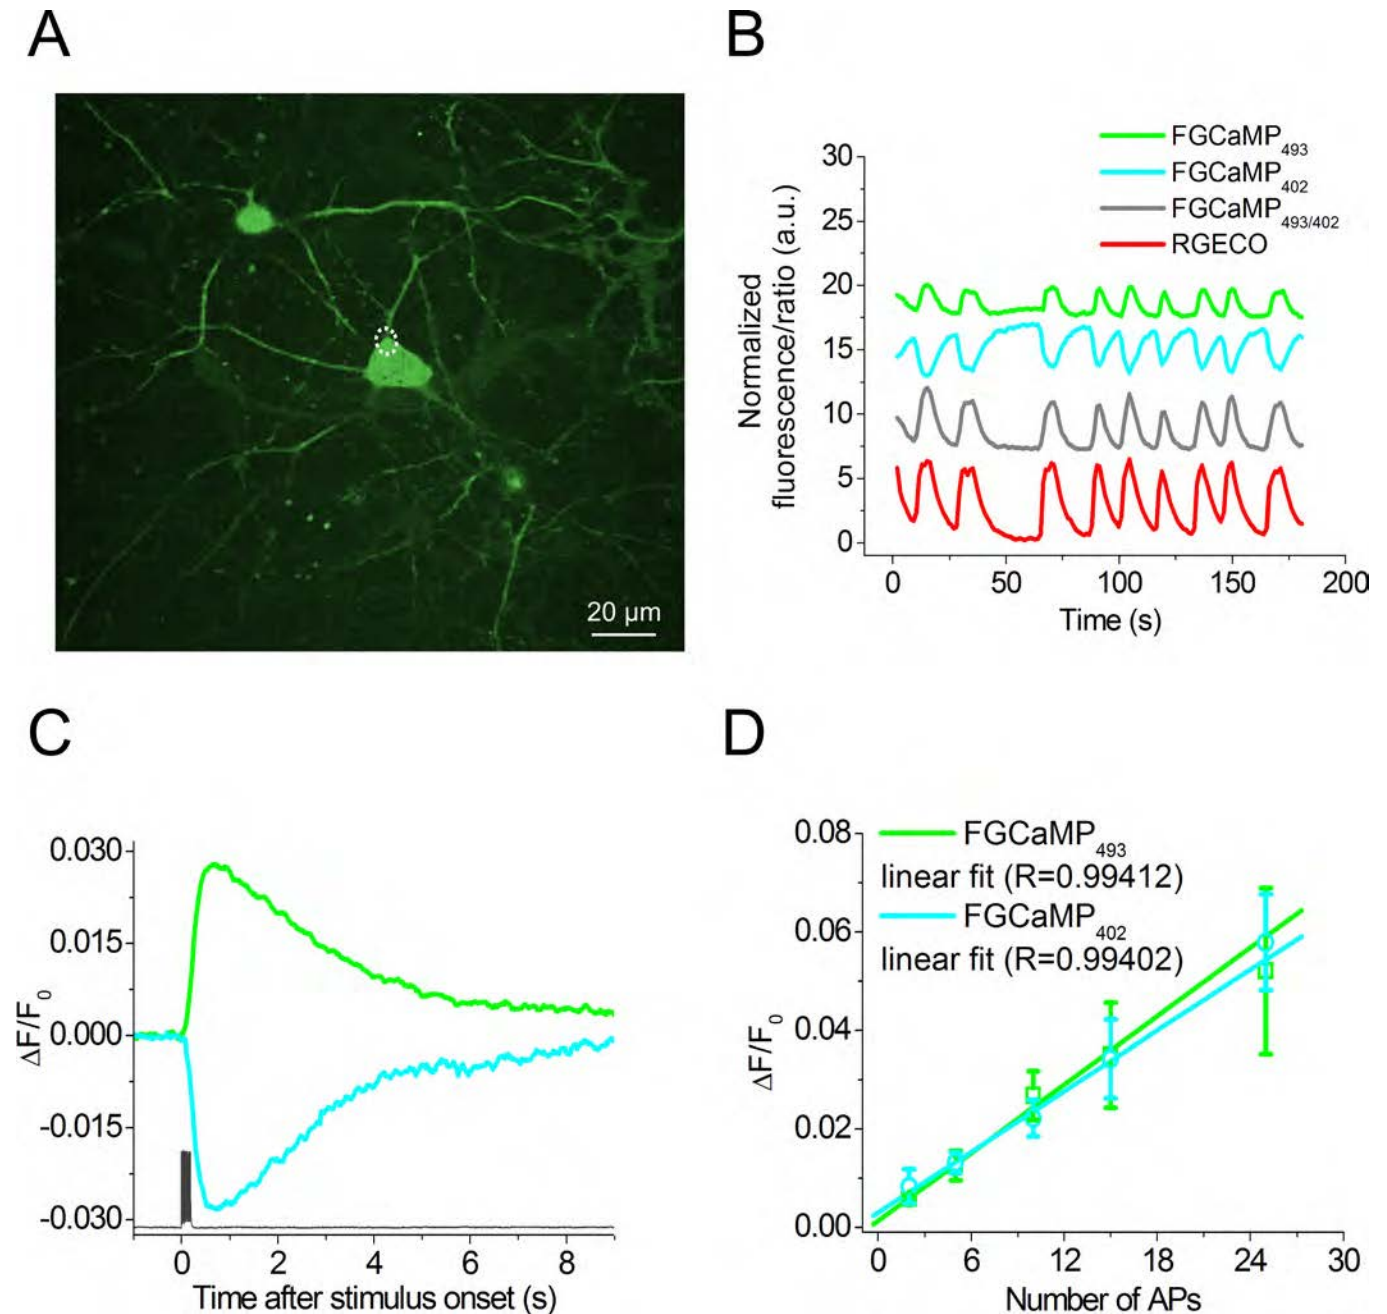 A
20 µm
B
FGCaMP493
FGCaMP402
FGCaMP493/402
RGECO
30
25
20
15
10
5
0
Normalized
fluorescence/ratio (a.u.)
0 50 100 150 200
Time (s)
C
0.030
0.015
0.000
-0.015
-0.030
ΔF/F0
0 2 4 6 8
Time after stimulus onset (s)
D
FGCaMP493
linear fit (R=0.99412)
FGCaMP402
linear fit (R=0.99402)
0.08
0.06
0.04
0.02
0.00
ΔF/F0
0 6 12 18 24 30
Number of APs